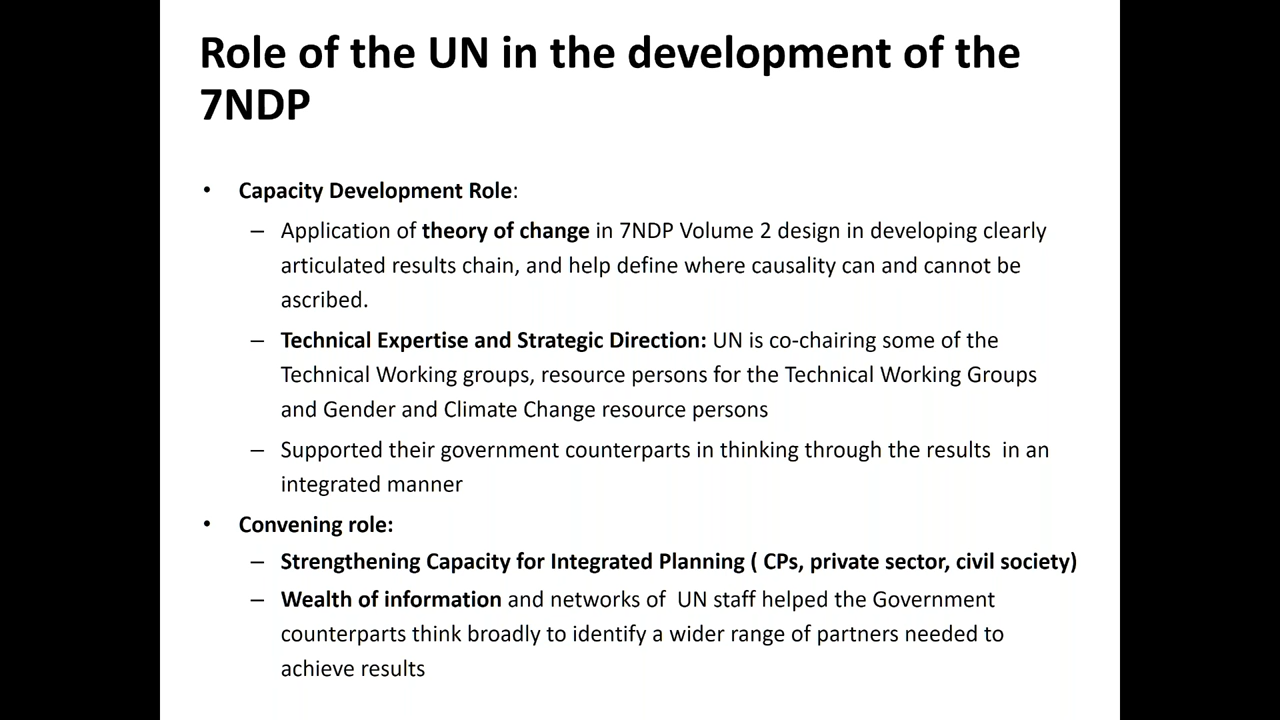 Role of the UN in the development of the
7NDP
• Capacity Development Role:
– Application of theory of change in 7NDP Volume 2 design in developing clearly
articulated results chain, and help define where causality can and cannot be
ascribed.
– Technical Expertise and Strategic Direction: UN is co-chairing some of the
Technical Working groups, resource persons for the Technical Working Groups
and Gender and Climate Change resource persons
– Supported their government counterparts in thinking through the results  in an
integrated manner
• Convening role:
– Strengthening Capacity for Integrated Planning ( CPs, private sector, civil society)
– Wealth of information and networks of  UN staff helped the Government
counterparts think broadly to identify a wider range of partners needed to
achieve results